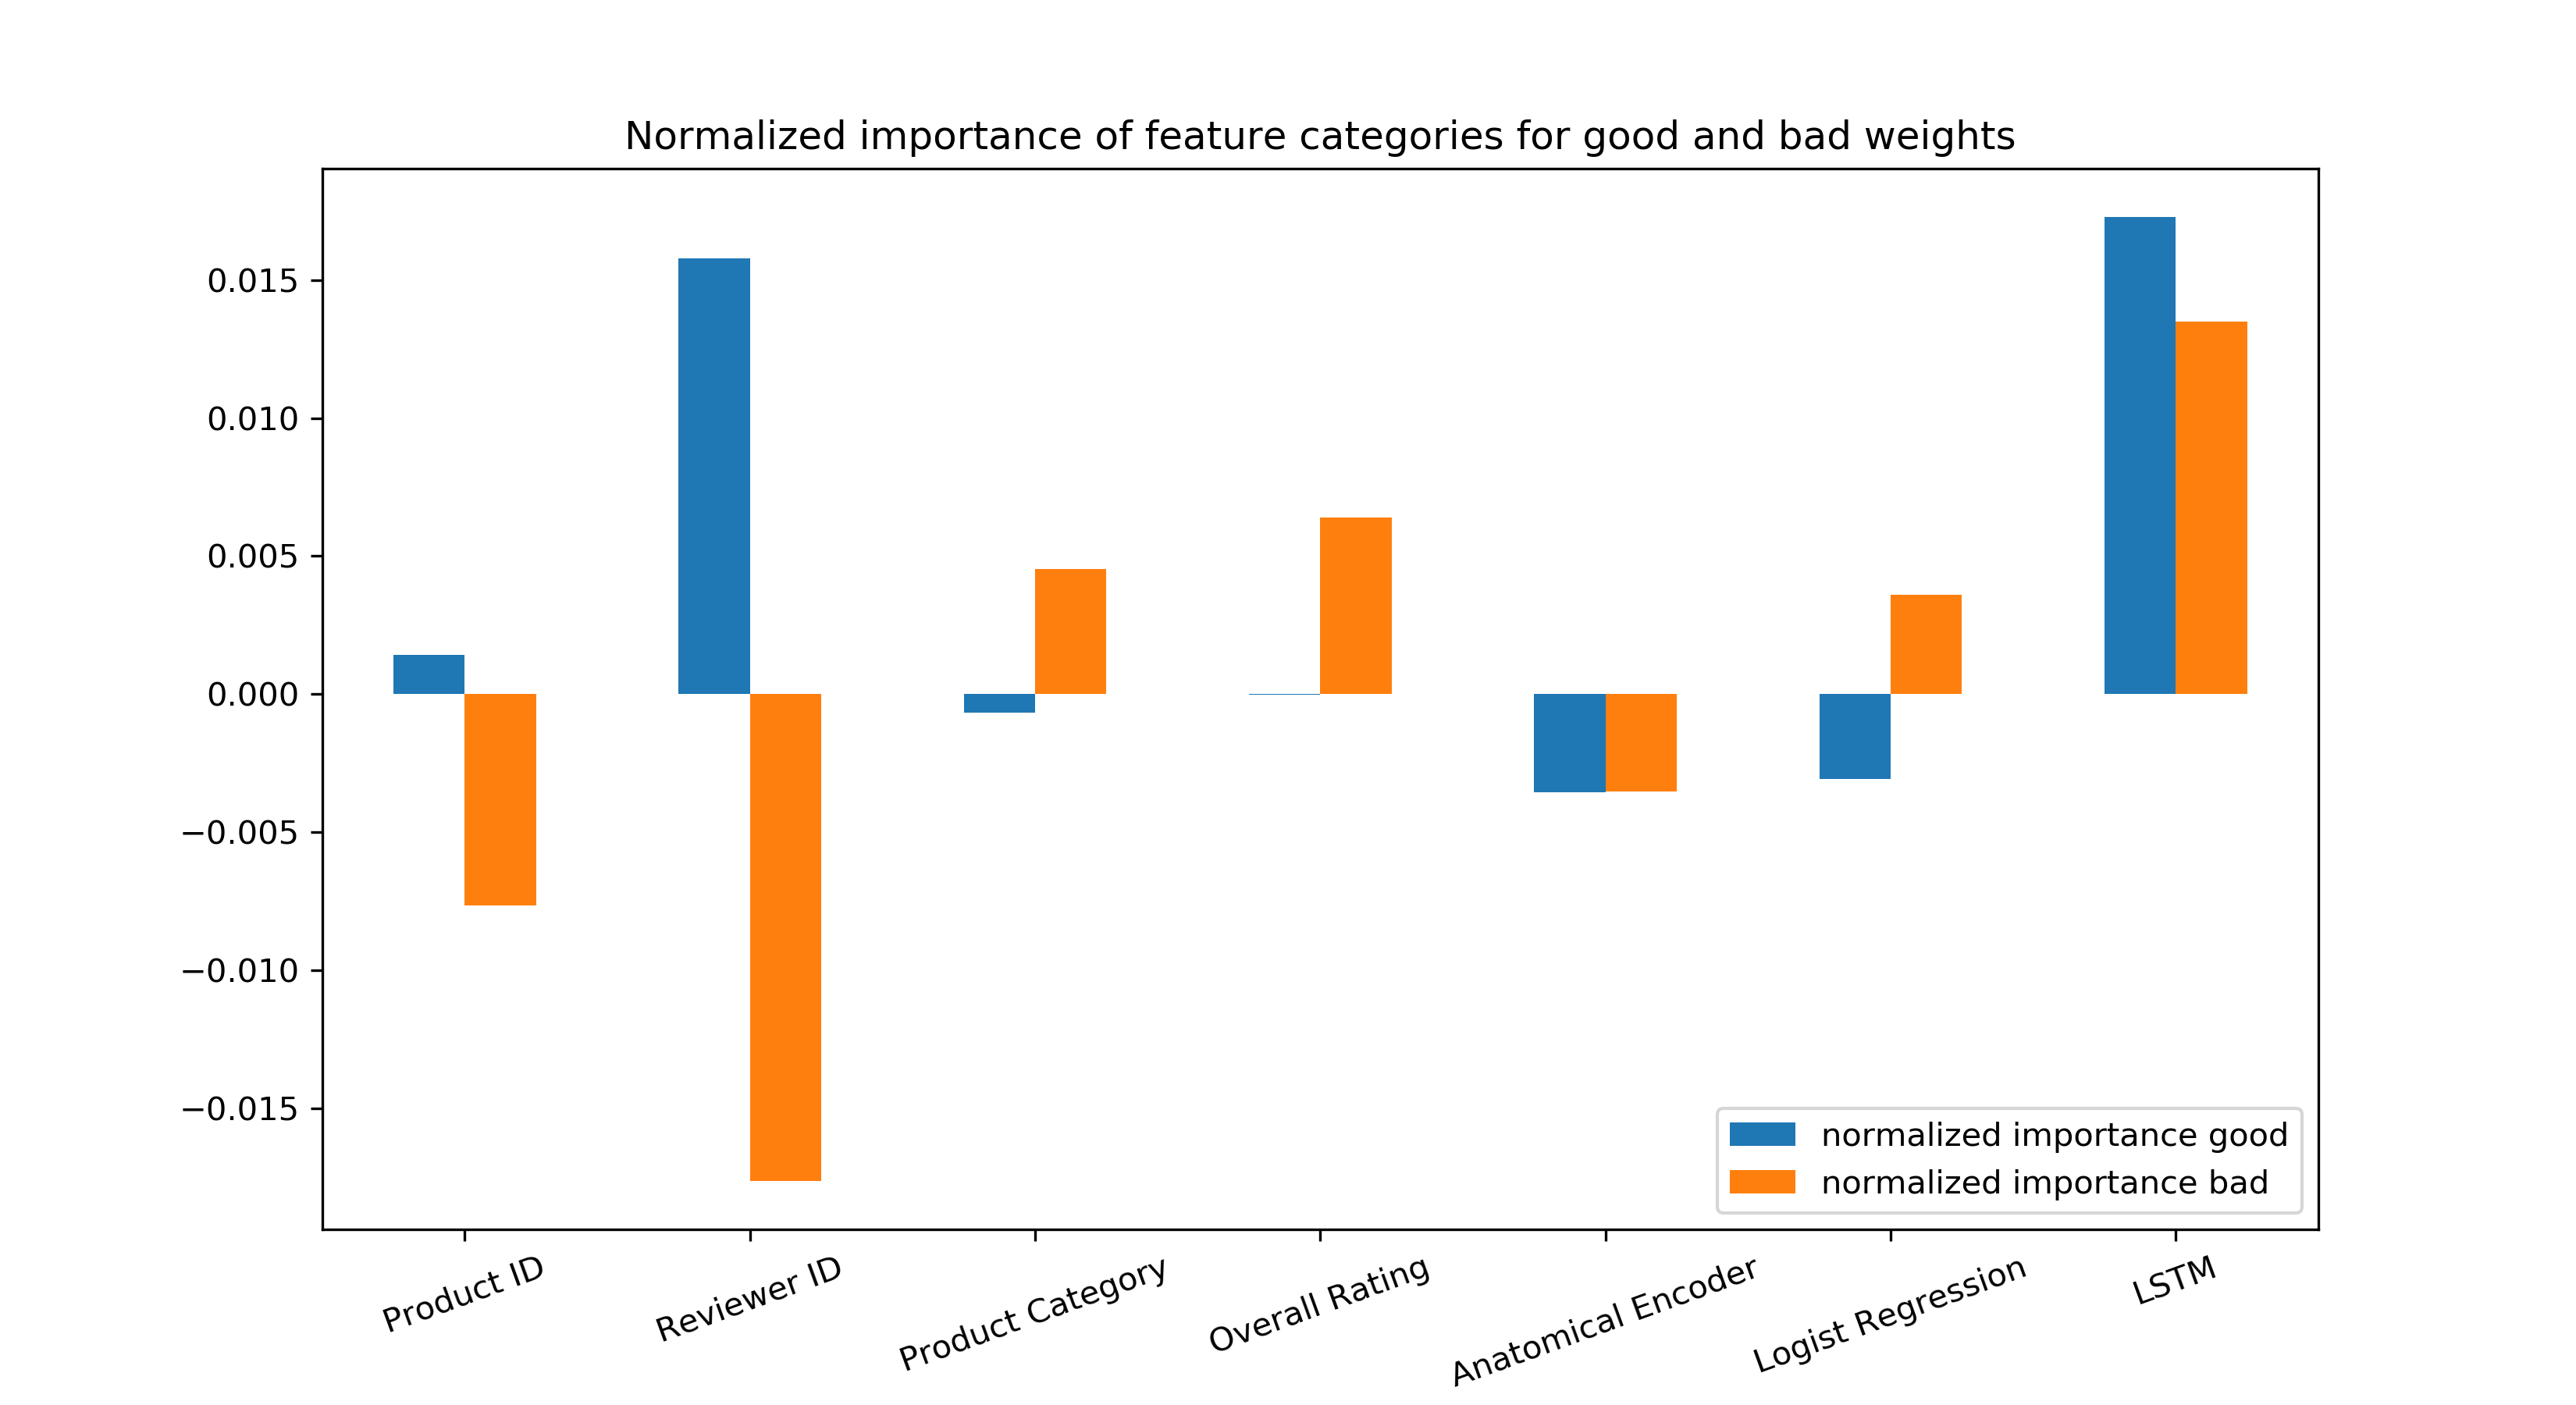 Normalized importance of feature categories for good and bad weights
0.015
0.010
0.005
0.000
−0.005
−0.010
−0.015
normalized importance good
normalized importance bad
Product ID
Reviewer ID
Product Category
Overall Rating
Anatomical Encoder
Logist Regression
LSTM